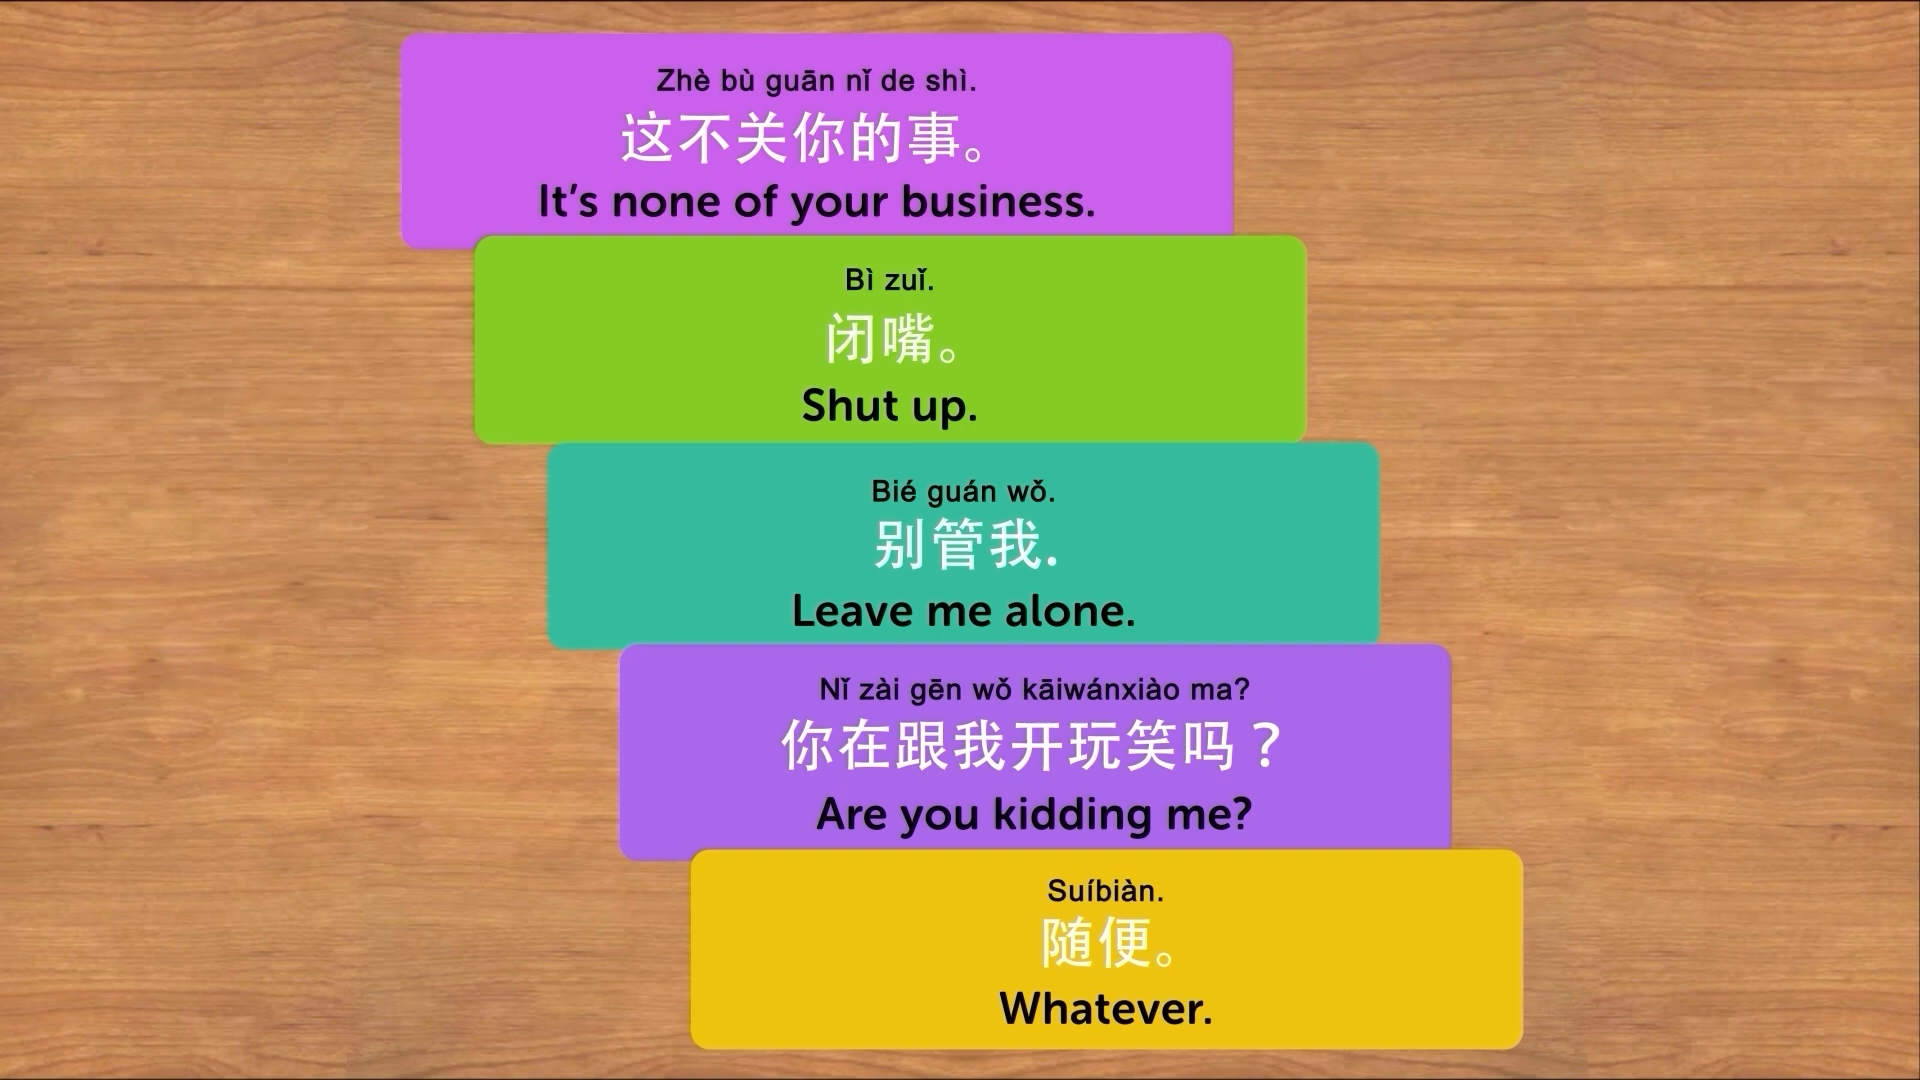 Zhè bù guān nǐ de shì.
这不关你的事。
It’s none of your business.
Bì zuǐ.
闭嘴。
Shut up.
Bié guán wǒ.
别管我.
Leave me alone.
Nǐ zài gēn wǒ kāiwánxiào ma?
你在跟我开玩笑吗？
Are you kidding me?
Suíbiàn.
随便。
Whatever.